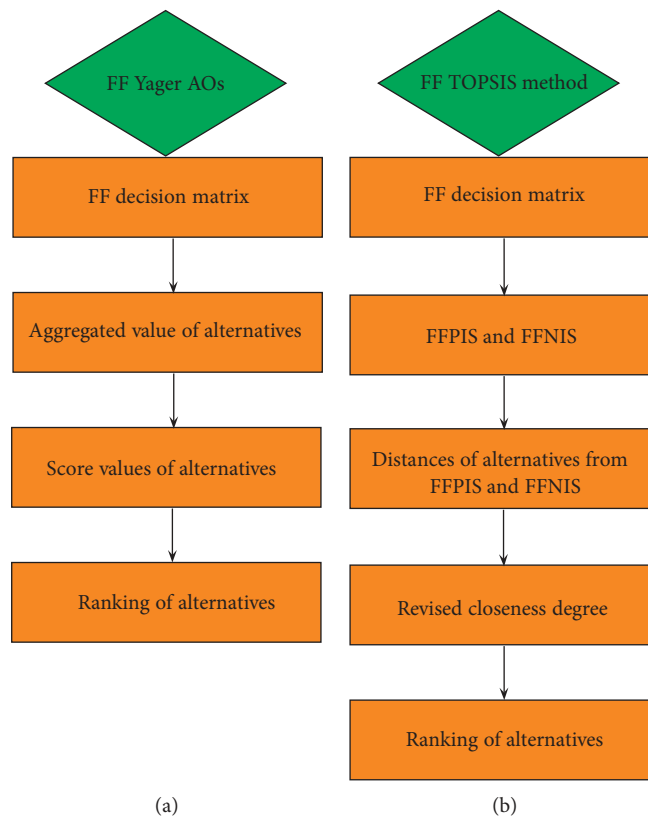 FF Yager AOs
FF decision matrix
Aggregated value of alternatives
Score values of alternatives
Ranking of alternatives
(a)
FF TOPSIS method
FF decision matrix
FFPIS and FFNIS
Distances of alternatives from
FFPIS and FFNIS
Revised closeness degree
Ranking of alternatives
(b)